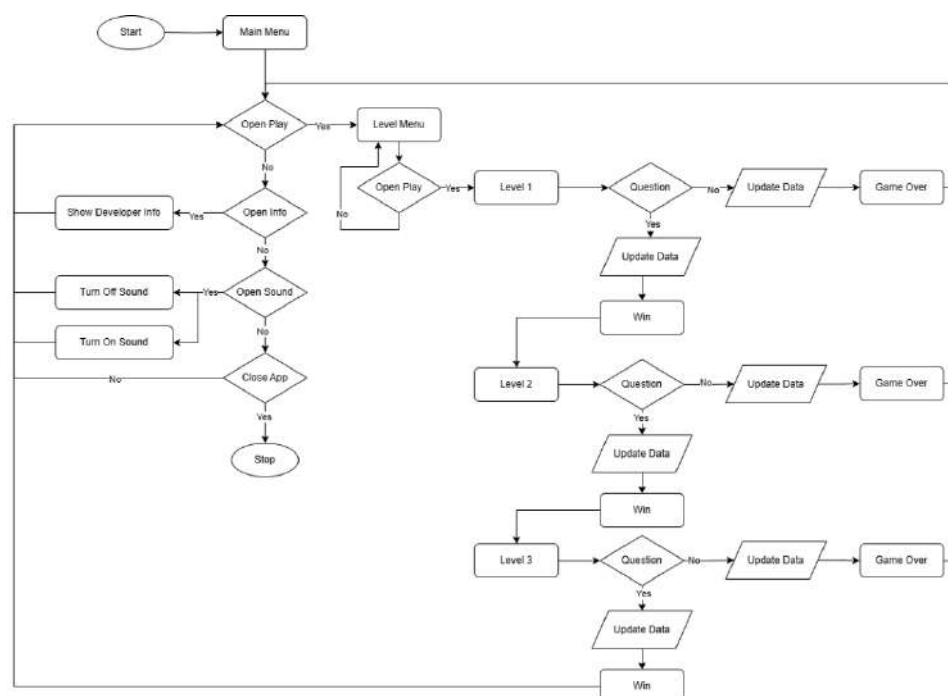 Start
Main Menu
Open Play
Yes
Level Menu
No
Open Play
Yes
Level 1
Question
No
Update Data
Game Over
No
Show Developer Info
Yes
Open Info
Yes
Update Data
No
Turn Off Sound
Yes
Open Sound
Win
Turn On Sound
No
No
Close App
Level 2
Question
No
Update Data
Game Over
Yes
Yes
Stop
Update Data
Win
Level 3
Question
No
Update Data
Game Over
Yes
Update Data
Win